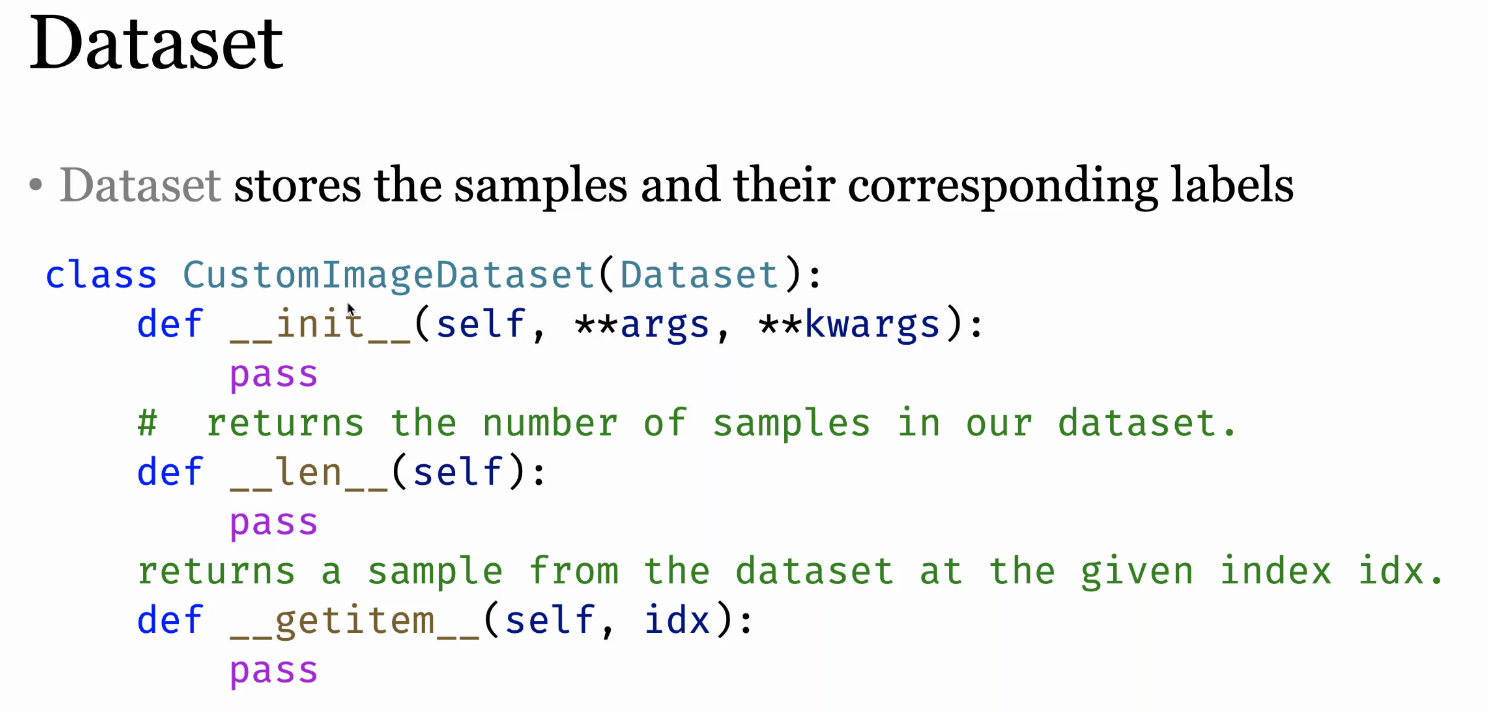 Dataset
• Dataset stores the samples and their corresponding labels
class CustomImageDataset(Dataset):
    def __init__(self, **args, **kwargs):
        pass
    #  returns the number of samples in our dataset.
    def __len__(self):
        pass
    returns a sample from the dataset at the given index idx.
    def __getitem__(self, idx):
        pass